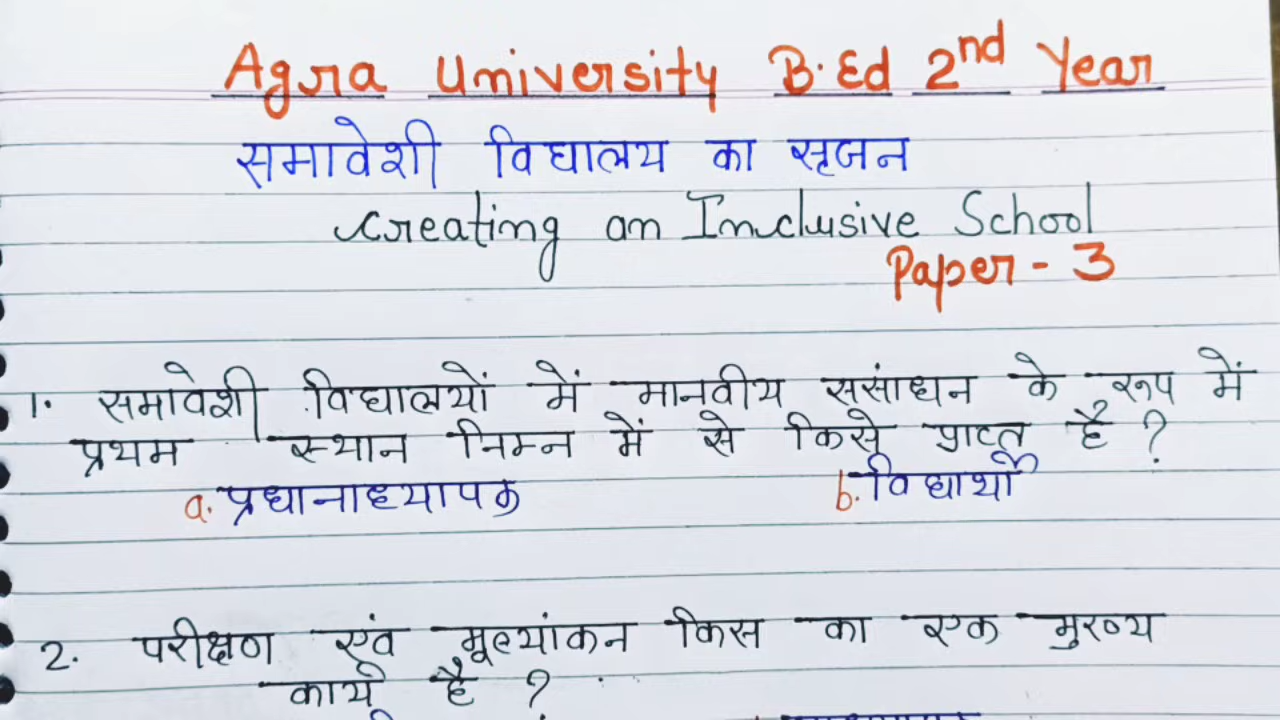 Agra University B.Ed 2nd Year
समावेशी विद्यालय का सृजन
Creating an Inclusive School
Paper - 3
1. समावेशी विद्यालयों में मानवीय संसाधन के रूप में
प्रथम स्थान निम्न में से किसे प्राप्त है ?
a. प्रधानाध्यापक b. विद्यार्थी
2. परीक्षण एवं मूल्यांकन किस का एक मुख्य
कार्य है ?